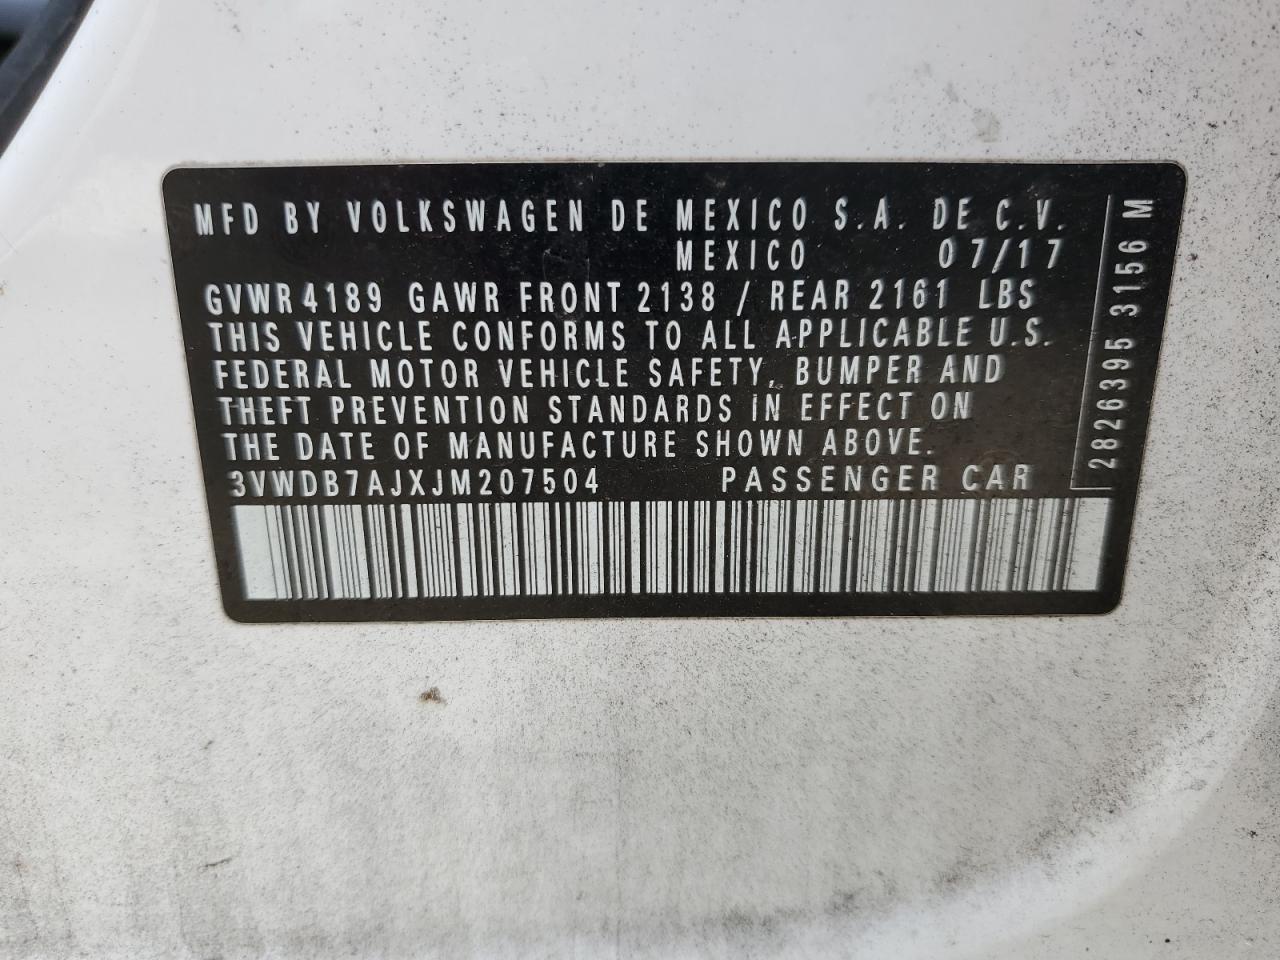 MFD BY VOLKSWAGEN DE MEXICO S.A. DE C.V.
MEXICO 07/17
GVWR 4189 GAWR FRONT 2138 / REAR 2161 LBS
THIS VEHICLE CONFORMS TO ALL APPLICABLE U.S.
FEDERAL MOTOR VEHICLE SAFETY, BUMPER AND
THEFT PREVENTION STANDARDS IN EFFECT ON
THE DATE OF MANUFACTURE SHOWN ABOVE.
3VWDB7AJXJM207504 PASSENGER CAR
2826395 3156 M